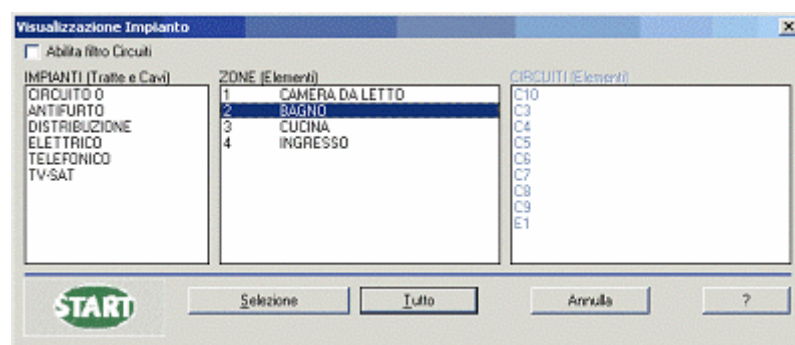 Visualizzazione Impianto
Abilita filtro Circuiti
IMPIANTI (Tratte e Cavi)
CIRCUITO 0
ANTIFURTO
DISTRIBUZIONE
ELETTRICO
TELEFONICO
TV-SAT
ZONE (Elementi)
1 CAMERA DA LETTO
2 BAGNO
3 CUCINA
4 INGRESSO
CIRCUITI (Elementi)
C10
C3
C4
C5
C6
C7
C8
C9
E1
START
Selezione
Tutto
Annulla
?